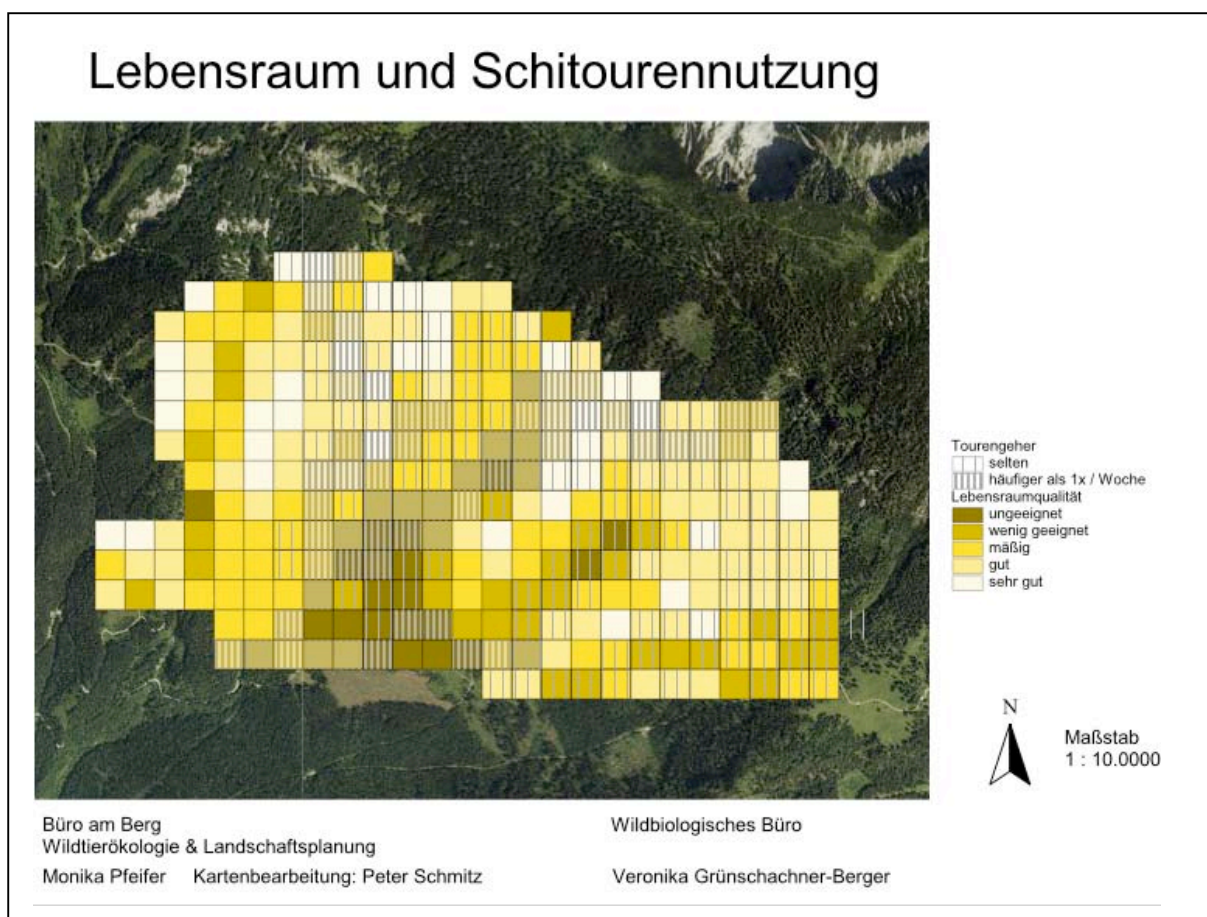 Lebensraum und Schitourennutzung
Tourengeher
selten
häufiger als 1x / Woche
Lebensraumqualität
ungeeignet
wenig geeignet
mäßig
gut
sehr gut
N
Maßstab
1 : 10.0000
Büro am Berg
Wildtierökologie & Landschaftsplanung
Monika Pfeifer Kartenbearbeitung: Peter Schmitz
Wildbiologisches Büro
Veronika Grünschachner-Berger